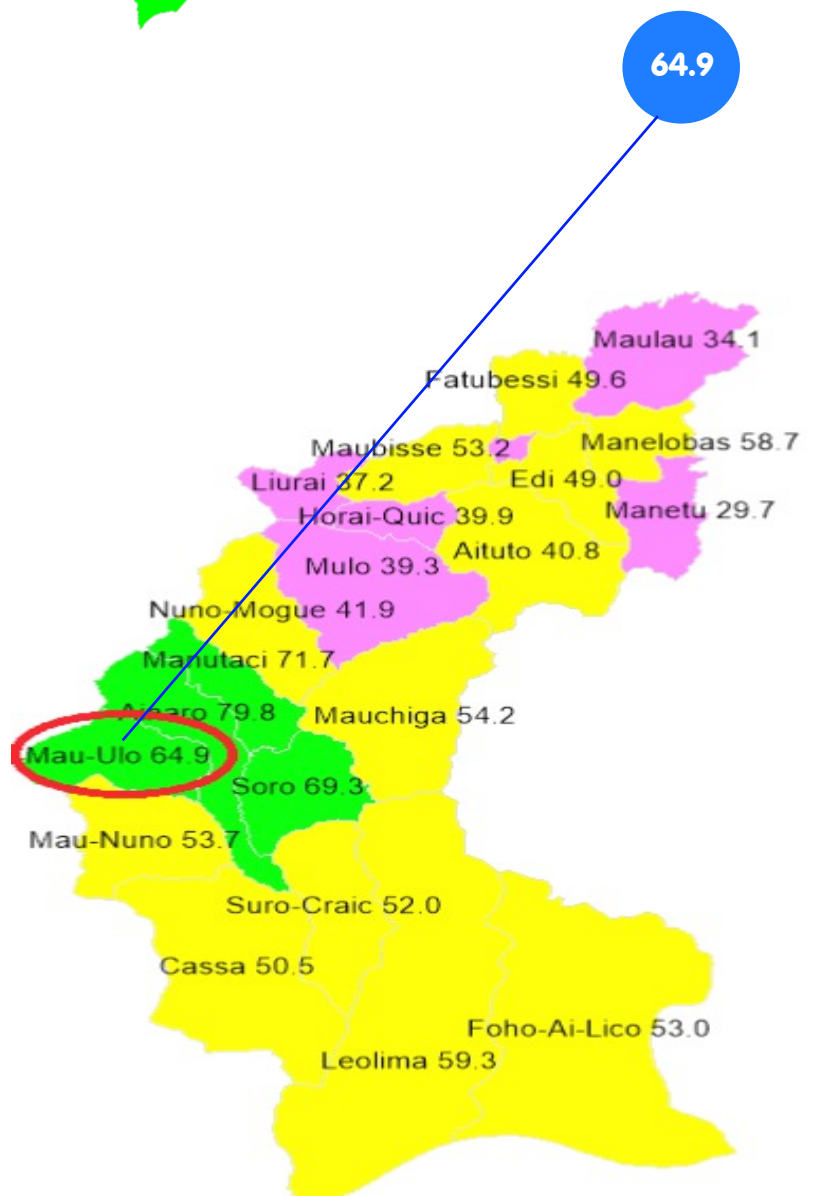 64.9
Maulau 34.1
Fatubessi 49.6
Maubisse 53.2
Manelobas 58.7
Liurai 37.2
Edi 49.0
Horai-Quic 39.9
Manetu 29.7
Aituto 40.8
Mulo 39.3
Nuno-Mogue 41.9
Manutaci 71.7
Ainaro 79.8
Mauchiga 54.2
Mau-Ulo 64.9
Soro 69.3
Mau-Nuno 53.7
Suro-Craic 52.0
Cassa 50.5
Foho-Ai-Lico 53.0
Leolima 59.3